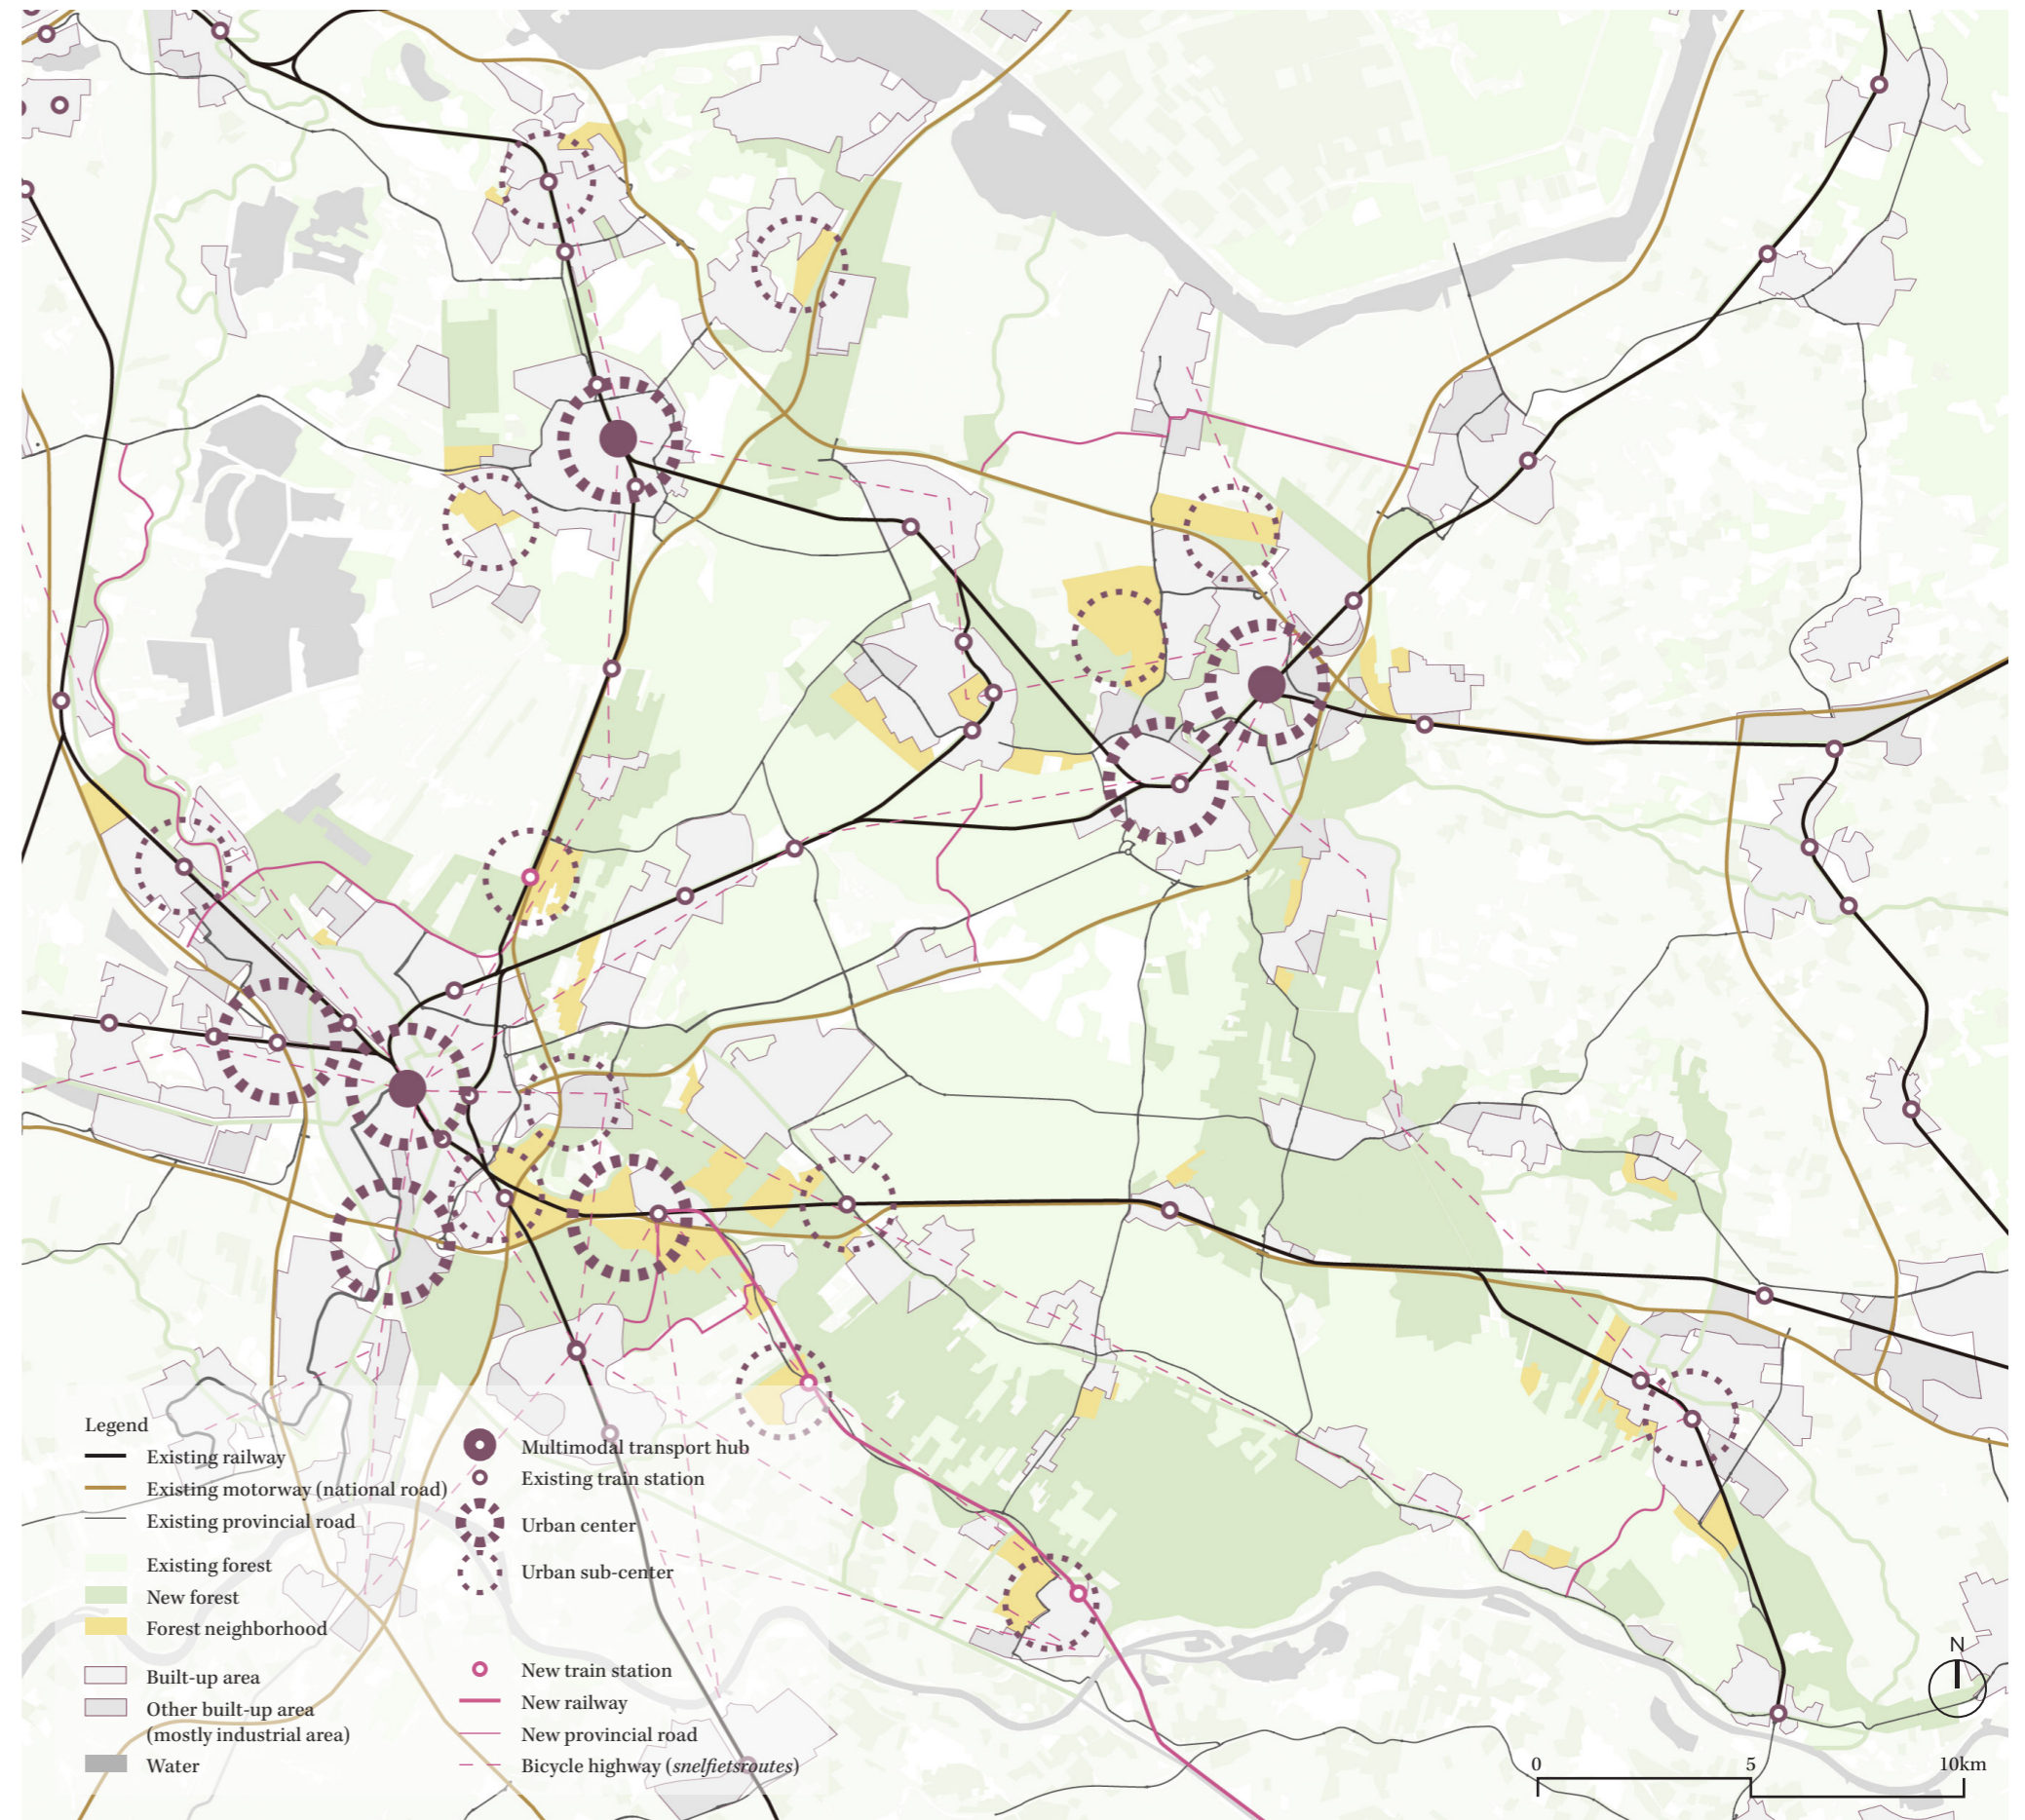 Legend
Existing railway
Existing motorway (national road)
Existing provincial road
Existing forest
New forest
Forest neighborhood
Built-up area
Other built-up area
(mostly industrial area)
Water
Multimodal transport hub
Existing train station
Urban center
Urban sub-center
New train station
New railway
New provincial road
Bicycle highway (snelfietsroutes)
N
0 5 10km